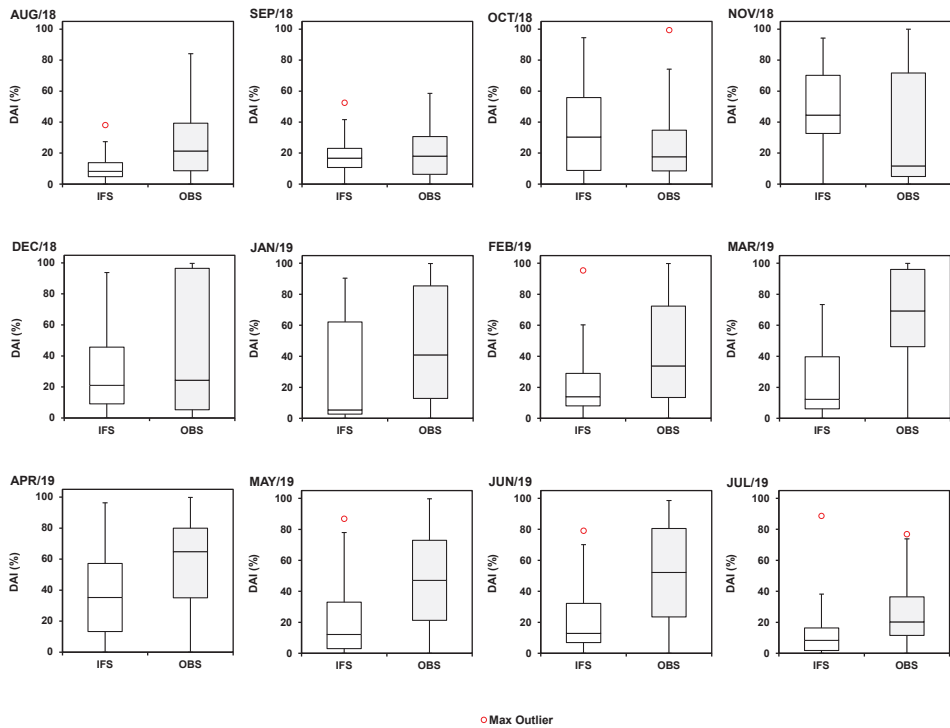 AUG/18
DAI (%)
100
80
60
40
20
0
IFS OBS
SEP/18
DAI (%)
100
80
60
40
20
0
IFS OBS
OCT/18
DAI (%)
100
80
60
40
20
0
IFS OBS
NOV/18
DAI (%)
100
80
60
40
20
0
IFS OBS
DEC/18
DAI (%)
100
80
60
40
20
0
IFS OBS
JAN/19
DAI (%)
100
80
60
40
20
0
IFS OBS
FEB/19
DAI (%)
100
80
60
40
20
0
IFS OBS
MAR/19
DAI (%)
100
80
60
40
20
0
IFS OBS
APR/19
DAI (%)
100
80
60
40
20
0
IFS OBS
MAY/19
DAI (%)
100
80
60
40
20
0
IFS OBS
JUN/19
DAI (%)
100
80
60
40
20
0
IFS OBS
JUL/19
DAI (%)
100
80
60
40
20
0
IFS OBS
Max Outlier